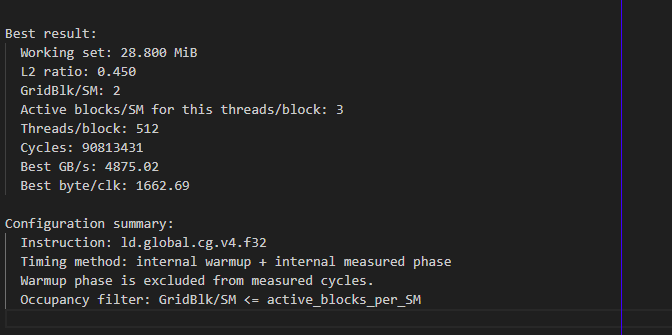 Best result:
Working set: 28.800 MiB
L2 ratio: 0.450
GridBlk/SM: 2
Active blocks/SM for this threads/block: 3
Threads/block: 512
Cycles: 90813431
Best GB/s: 4875.02
Best byte/clk: 1662.69
Configuration summary:
Instruction: ld.global.cg.v4.f32
Timing method: internal warmup + internal measured phase
Warmup phase is excluded from measured cycles.
Occupancy filter: GridBlk/SM <= active_blocks_per_SM